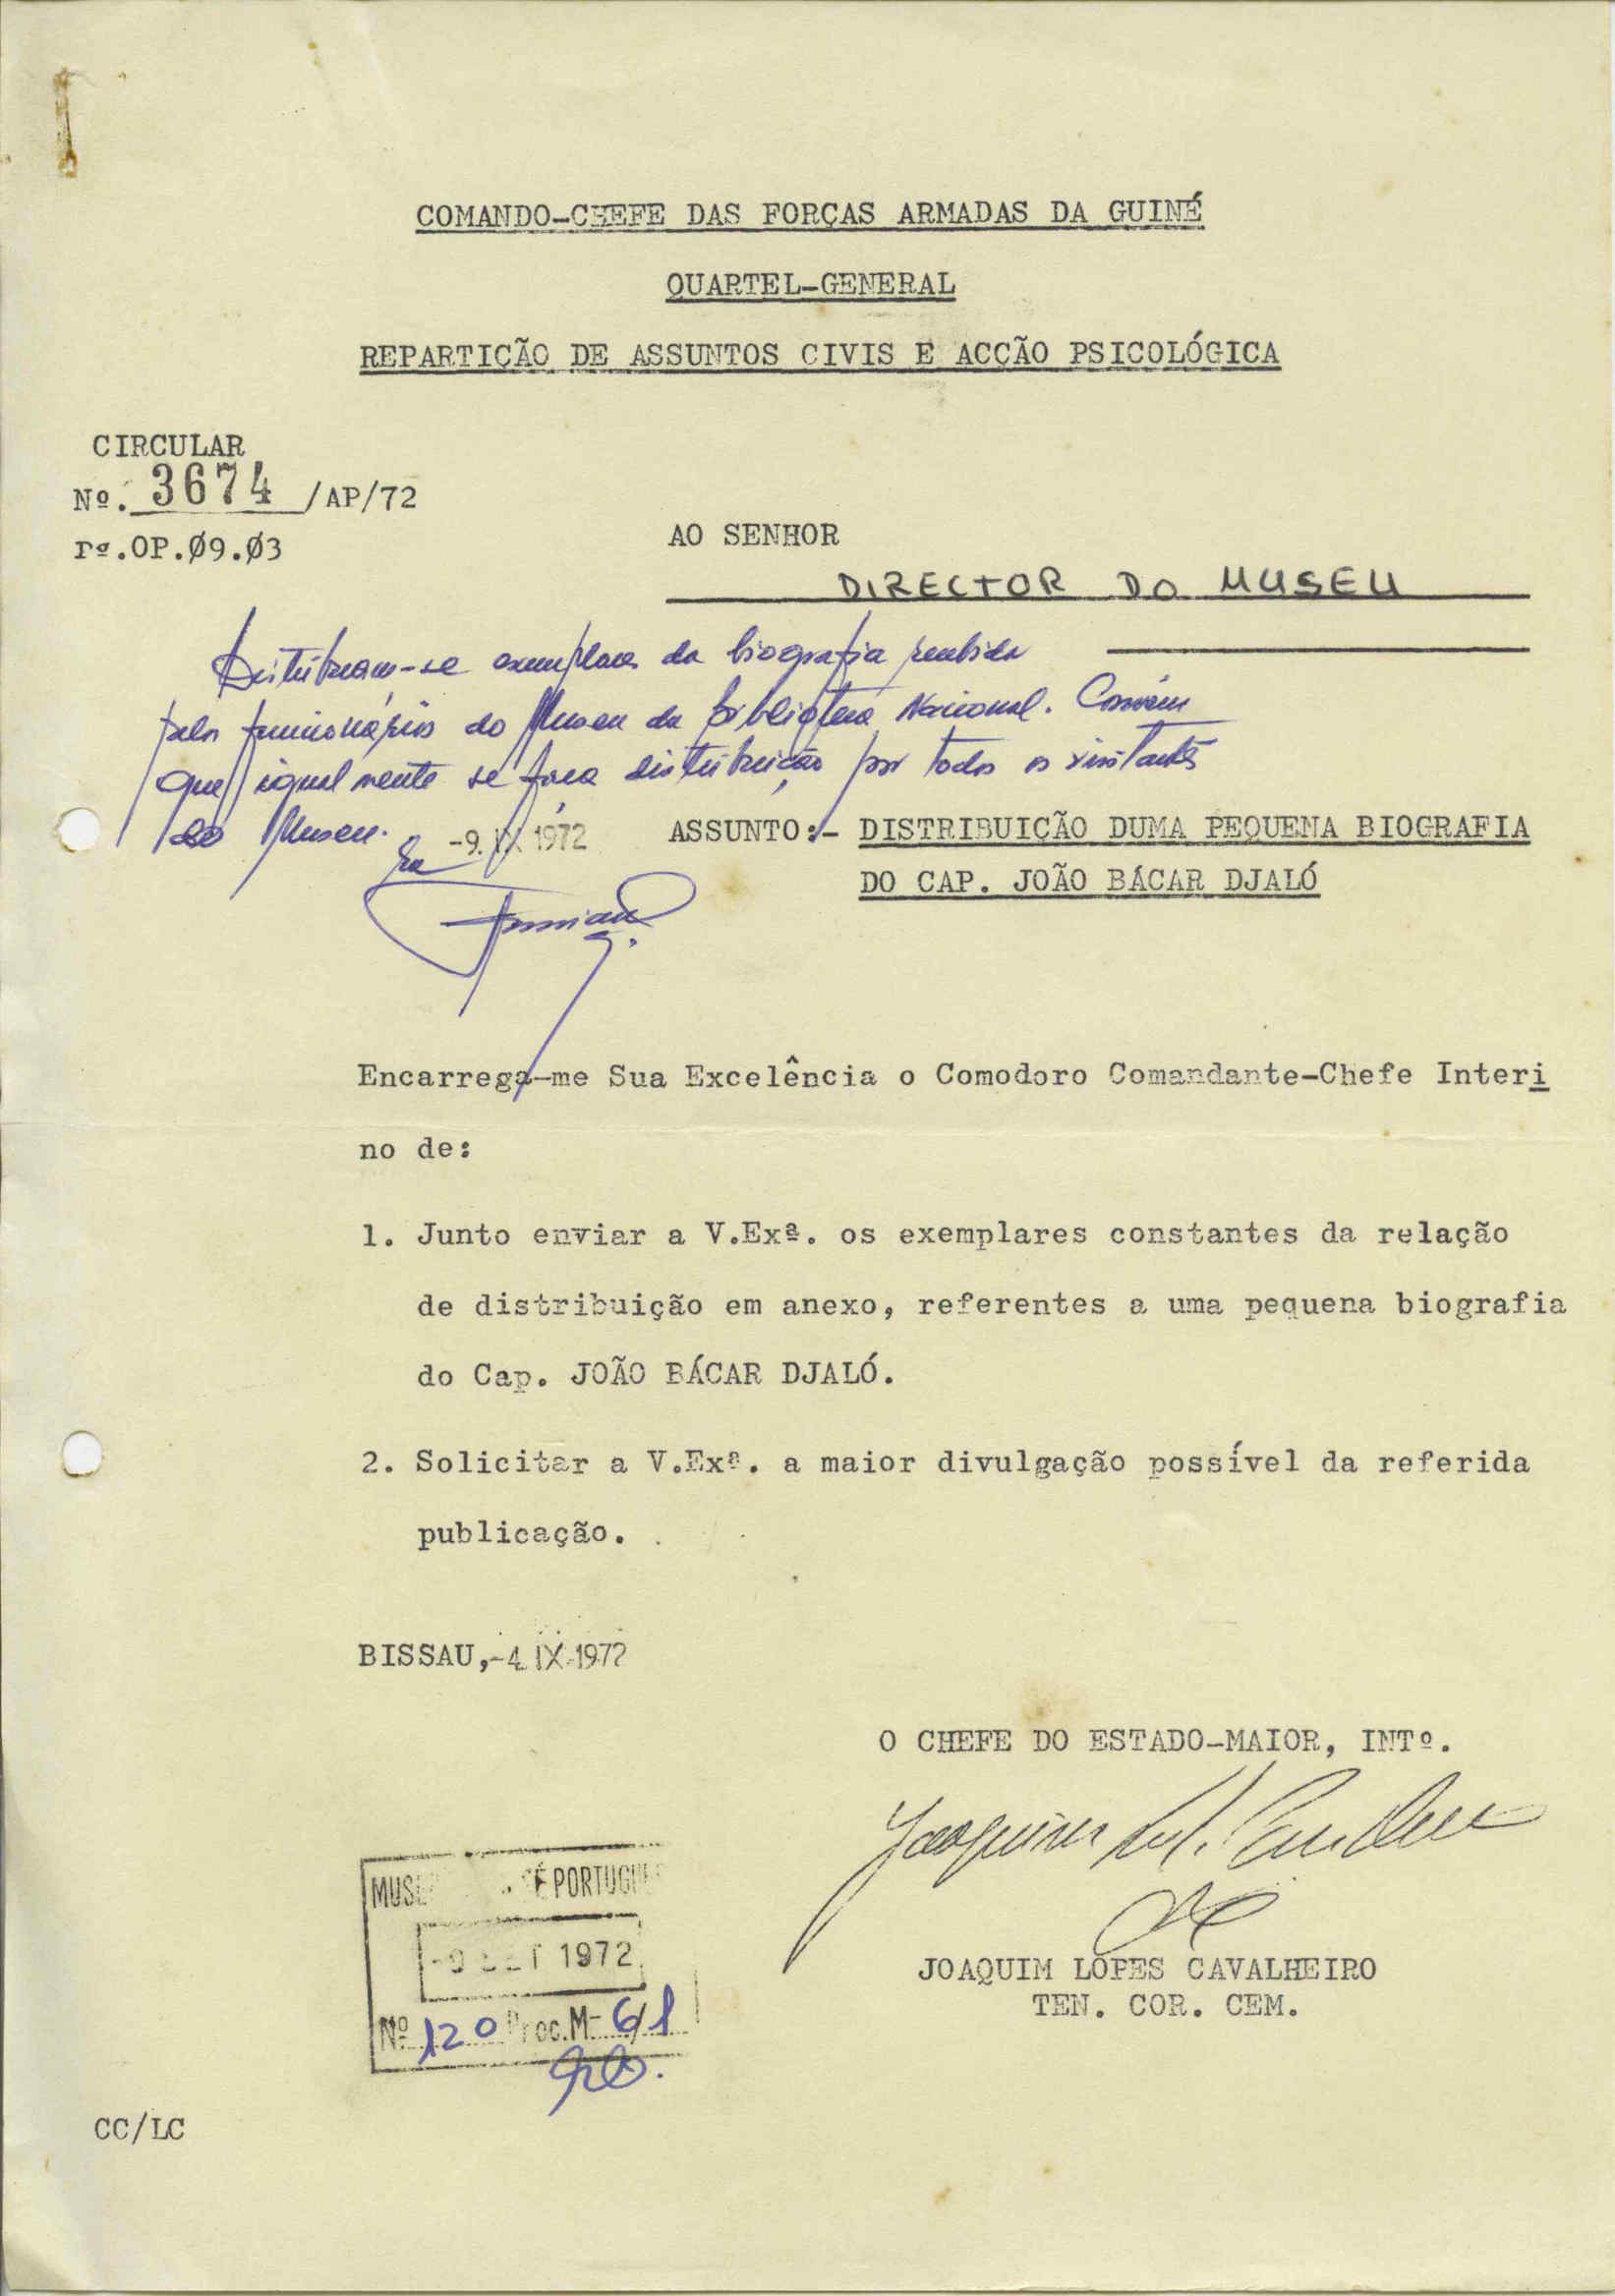 COMANDO-CHEFE DAS FORÇAS ARMADAS DA GUINÉ
QUARTEL-GENERAL
REPARTIÇÃO DE ASSUNTOS CIVIS E ACÇÃO PSICOLÓGICA
CIRCULAR
Nº. 3674 /AP/72
Pº.OP.Ø9.Ø3
AO SENHOR
DIRECTOR DO MUSEU
Distribuam-se exemplares da biografia recebida
pelos funcionários do Museu da Biblioteca Nacional. Convém
que igualmente se faça distribuição por todos os visitantes
do Museu.
-9. IX 1972
ASSUNTO:- DISTRIBUIÇÃO DUMA PEQUENA BIOGRAFIA
DO CAP. JOÃO BÁCAR DJALÓ
Encarrega-me Sua Excelência o Comodoro Comandante-Chefe Interi
no de:
1. Junto enviar a V.Exª. os exemplares constantes da relação
de distribuição em anexo, referentes a uma pequena biografia
do Cap. JOÃO BÁCAR DJALÓ.
2. Solicitar a V.Exª. a maior divulgação possível da referida
publicação.
BISSAU,-4. IX.1972
O CHEFE DO ESTADO-MAIOR, INTº.
JOAQUIM LOPES CAVALHEIRO
TEN. COR. CEM.
PORTUGUESA
-9 SET 1972
Nº 120 Proc. M-6/1
CC/LC